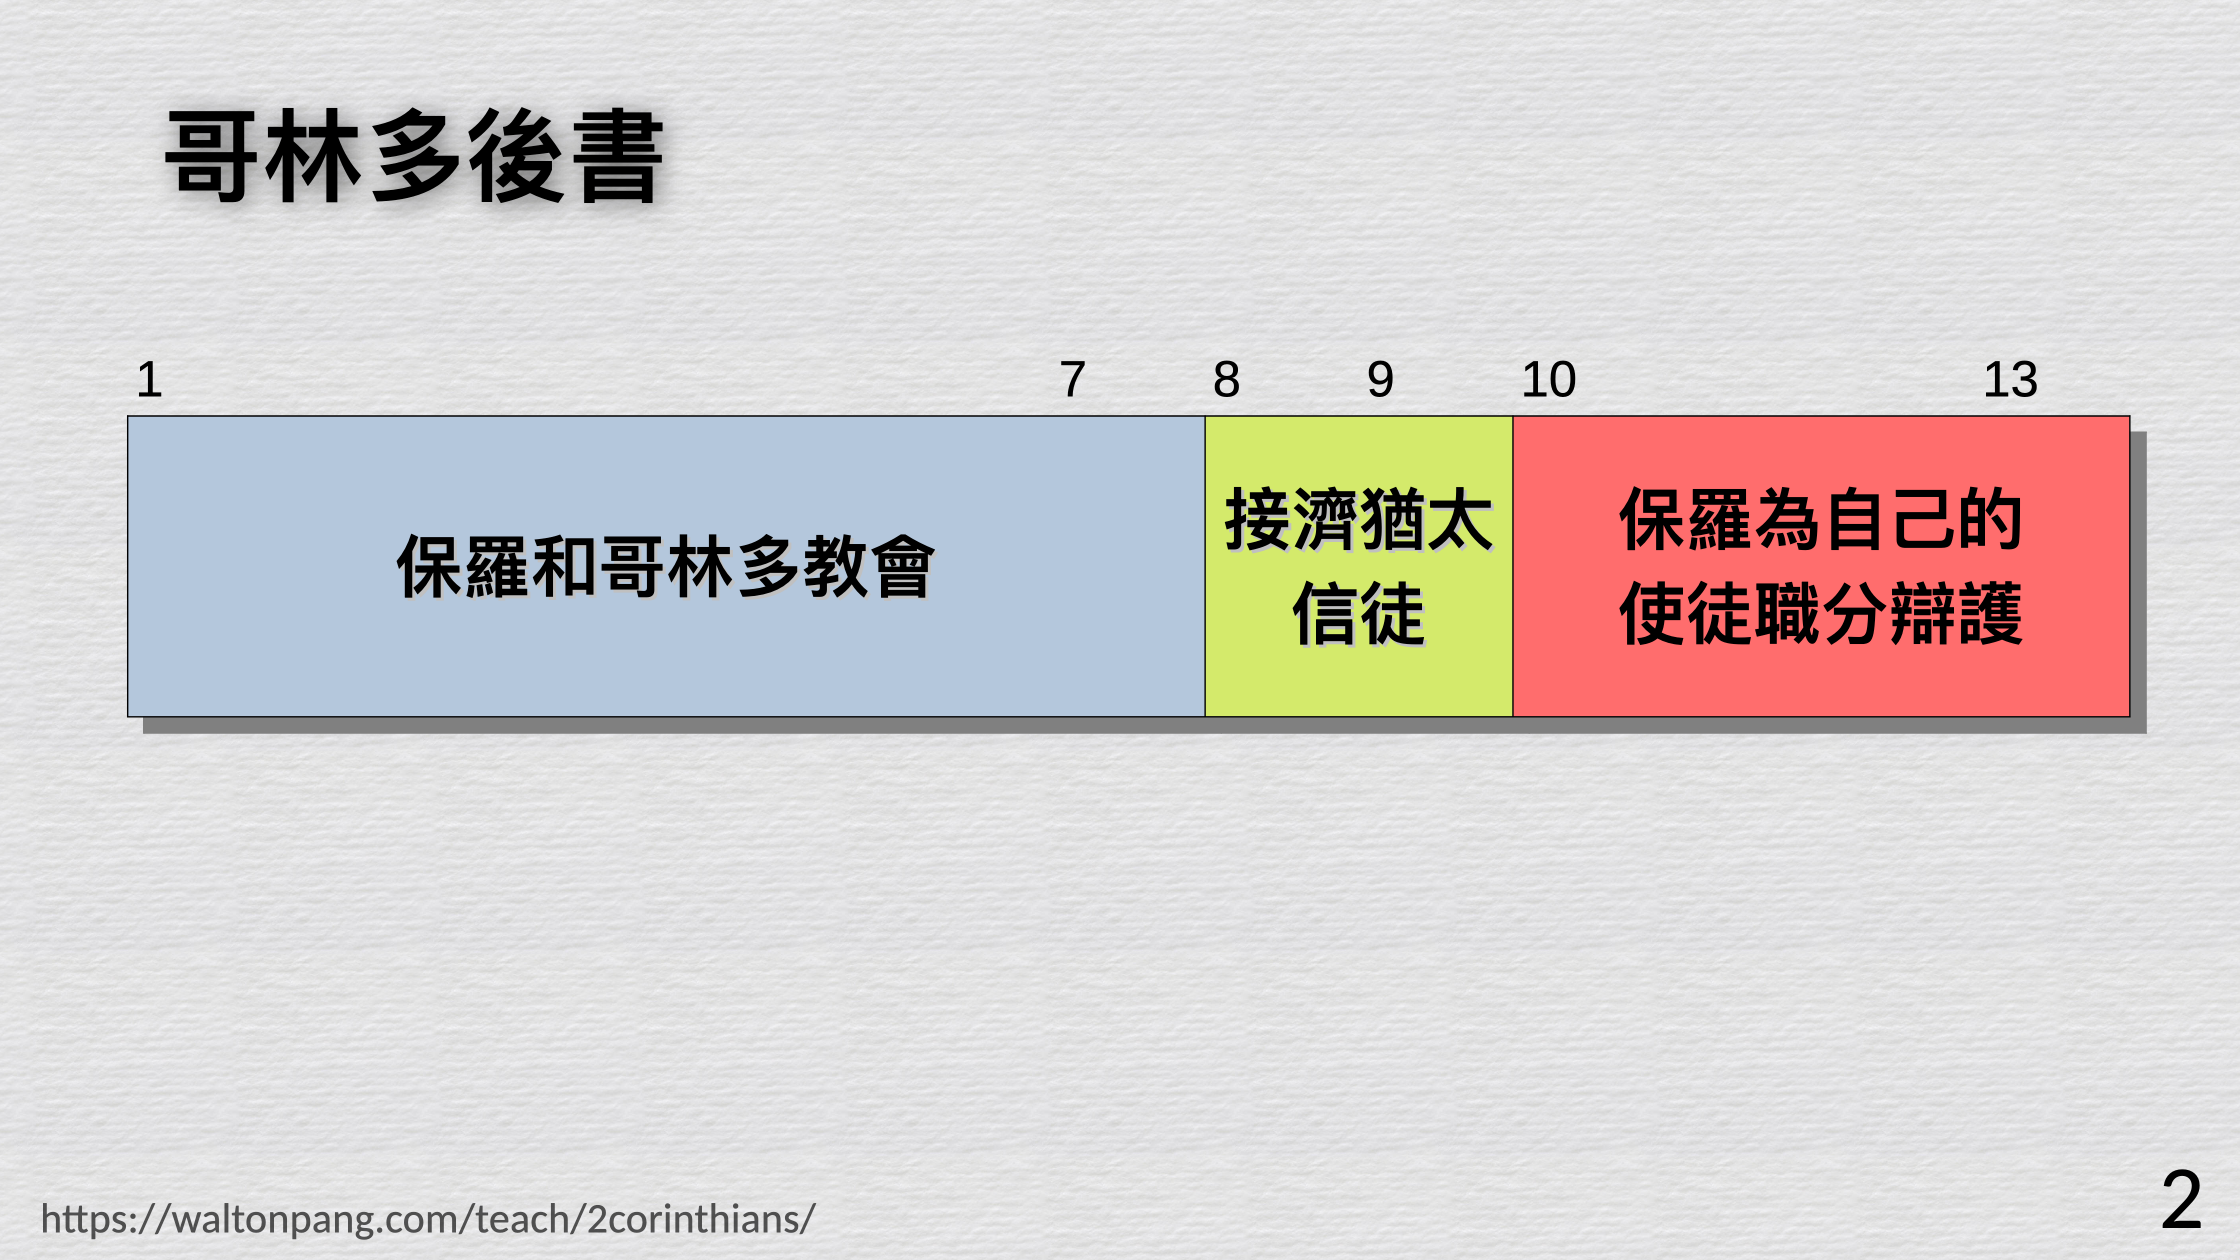 哥林多後書
1 7 8 9 10 13
保羅和哥林多教會
接濟猶太
信徒
保羅為自己的
使徒職分辯護
https://waltonpang.com/teach/2corinthians/
2